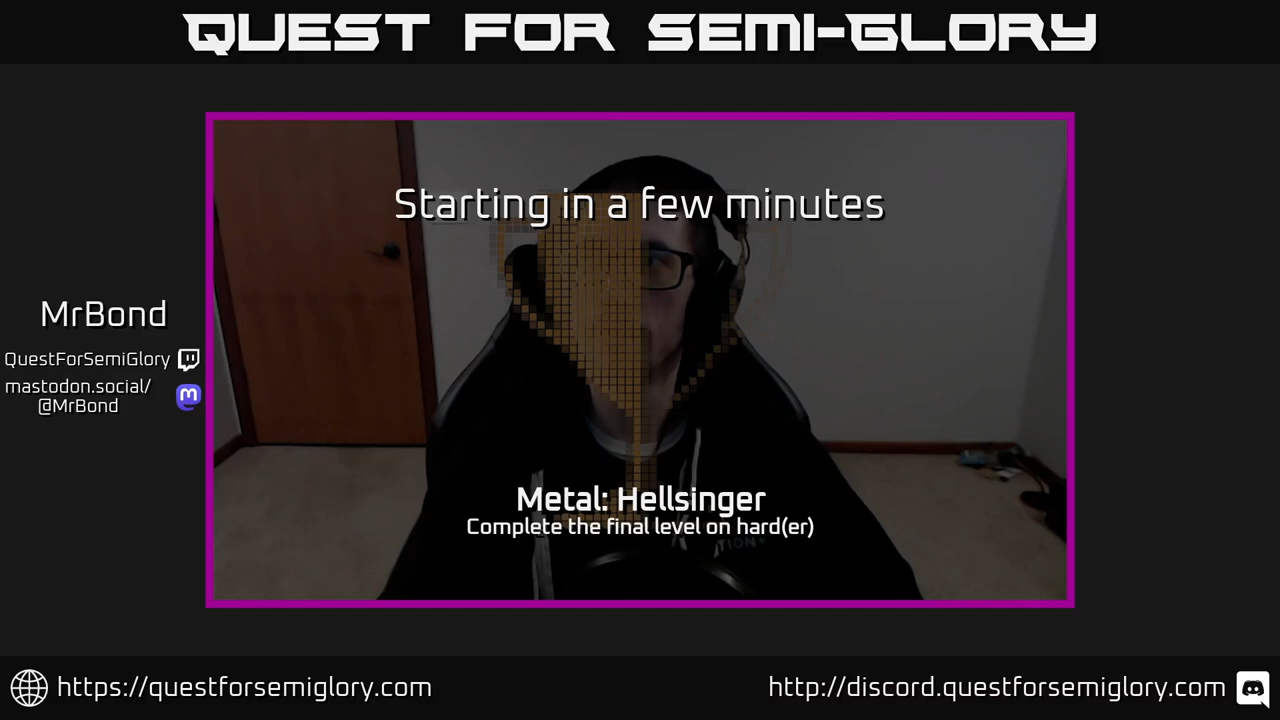 QUEST FOR SEMI-GLORY
Starting in a few minutes
MrBond
QuestForSemiGlory
mastodon.social/
@MrBond
Metal: Hellsinger
Complete the final level on hard(er)
https://questforsemiglory.com
http://discord.questforsemiglory.com